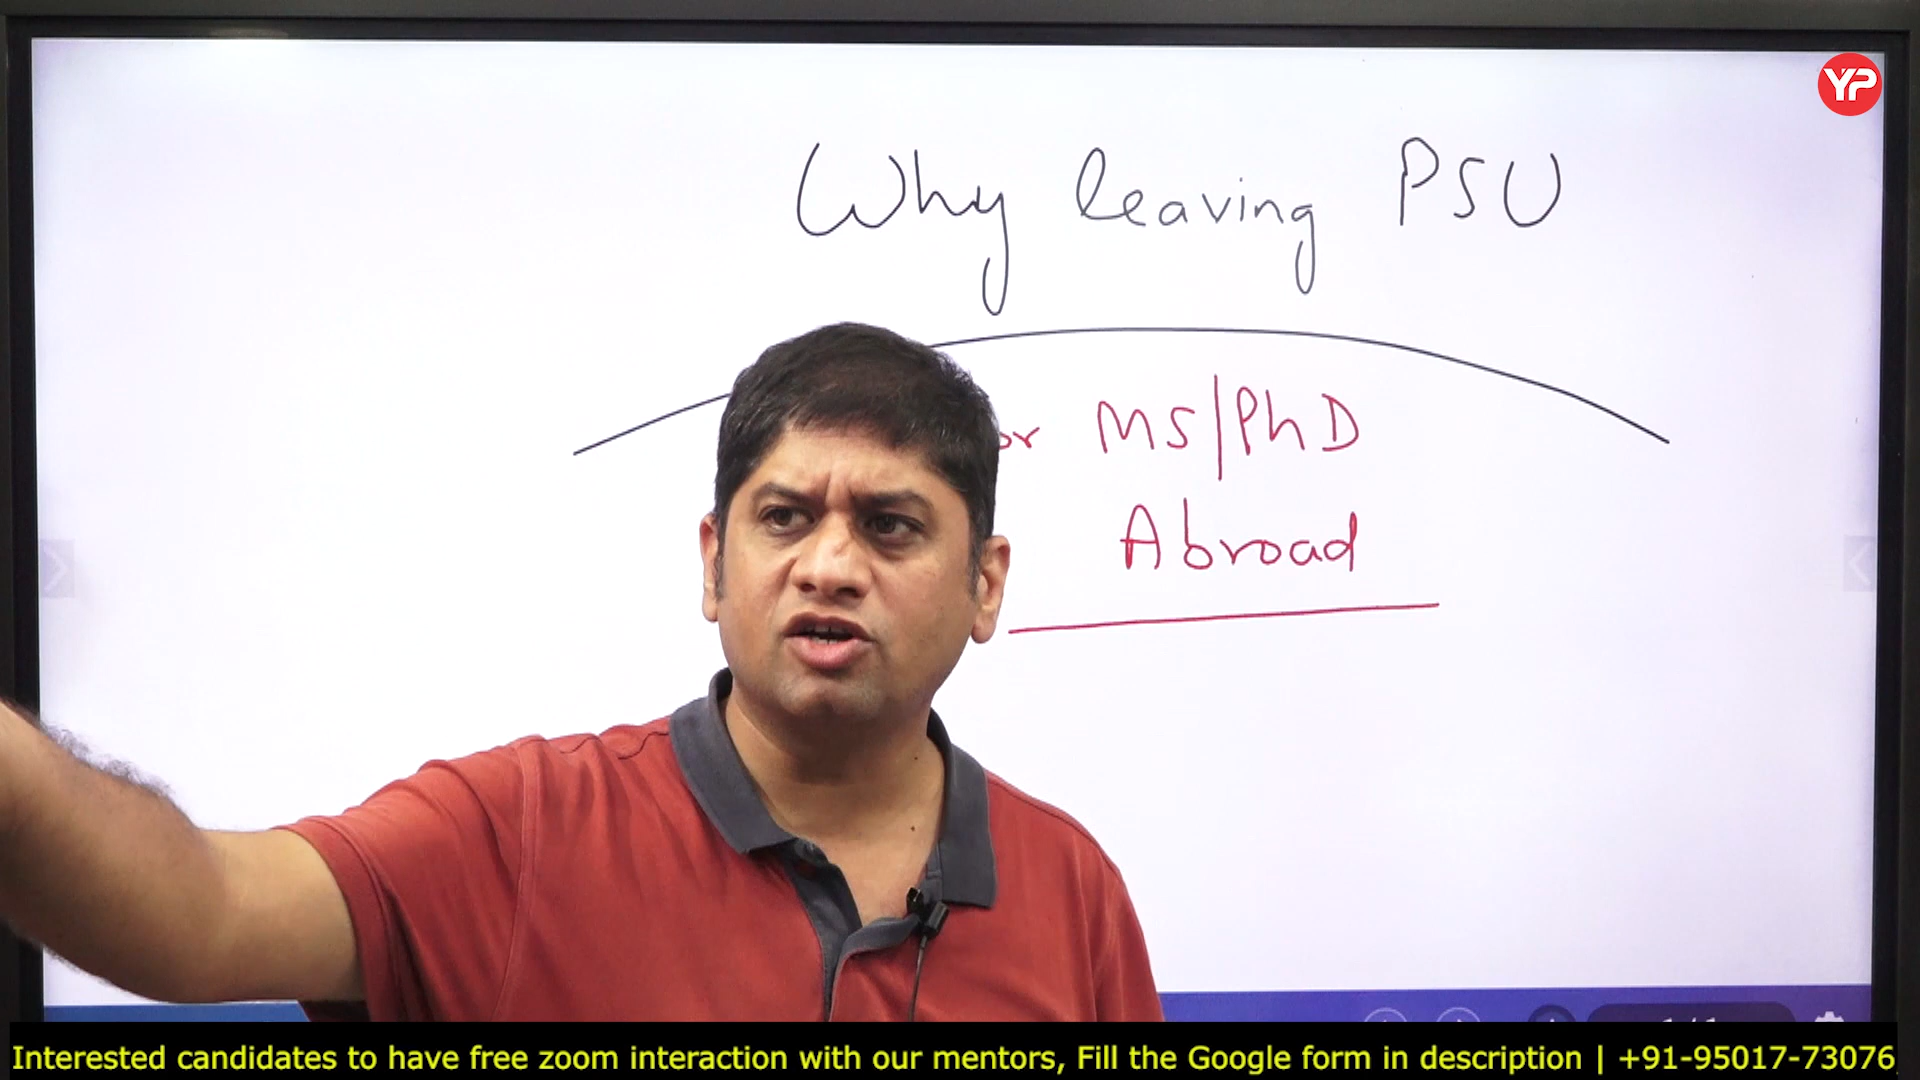 YP
Why leaving PSU
or MS/PhD
Abroad
Interested candidates to have free zoom interaction with our mentors, Fill the Google form in description | +91-95017-73076